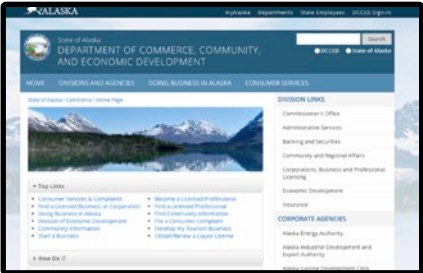 ALASKA
myAlaska Departments State Employees DCCED Sign-in
State of Alaska
DEPARTMENT OF COMMERCE, COMMUNITY,
AND ECONOMIC DEVELOPMENT
Search
DCCED State of Alaska
HOME DIVISIONS AND AGENCIES DOING BUSINESS IN ALASKA CONSUMER SERVICES
State of Alaska / Commerce / Home Page
Top Links
Consumer Services & Complaints
Find a Licensed Business or Corporation
Doing Business in Alaska
Division of Economic Development
Community Information
Start a Business
Become a Licensed Professional
Find a Licensed Professional
Find Community Information
File a Consumer Complaint
Develop my Tourism Business
Obtain/Renew a Liquor License
How Do I?
DIVISION LINKS
Commissioner's Office
Administrative Services
Banking and Securities
Community and Regional Affairs
Corporations, Business and Professional
Licensing
Economic Development
Insurance
CORPORATE AGENCIES
Alaska Energy Authority
Alaska Industrial Development and
Export Authority
Alaska Gasline Development Corp.